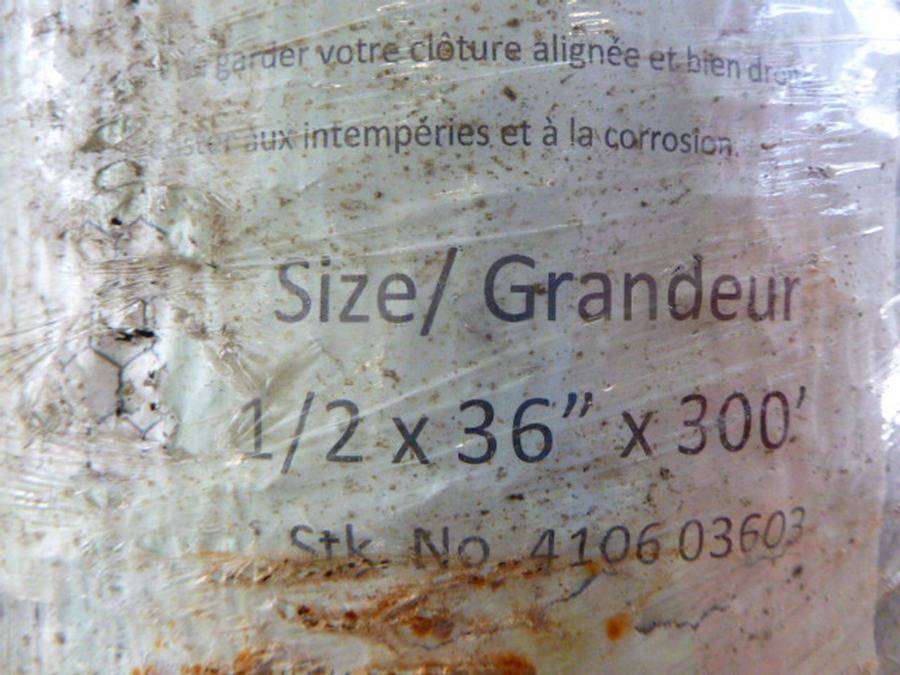 garder votre clôture alignée et bien
aux intempéries et à la corrosion.
Size/ Grandeur
1/2 x 36” x 300’
Stk. No. 4106 03603